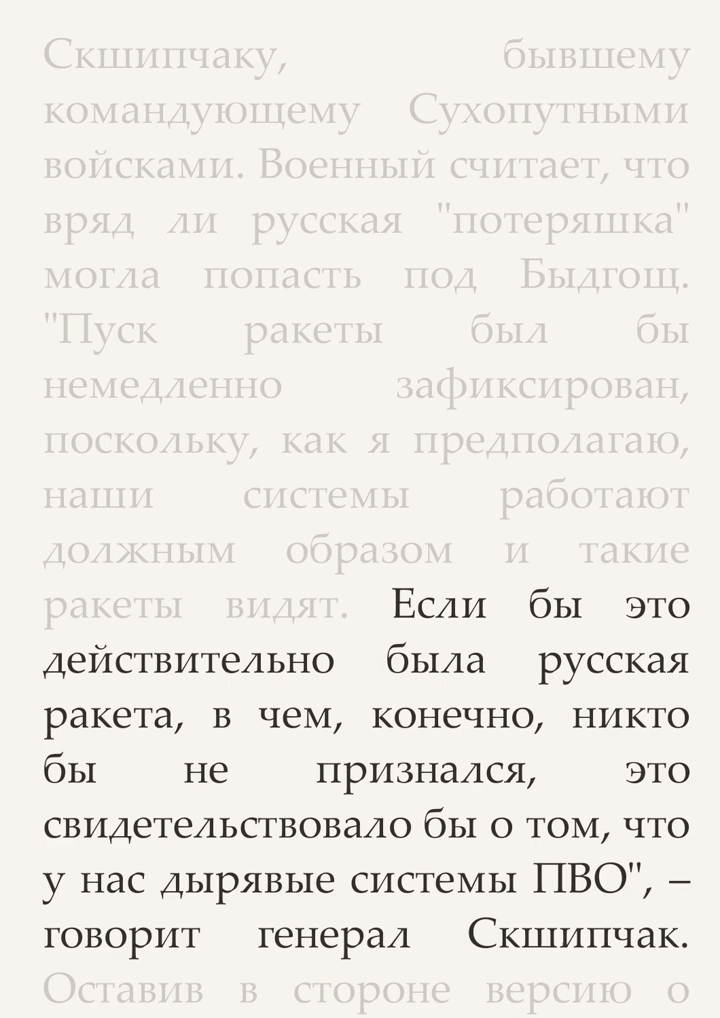 Скшипчаку, бывшему
командующему Сухопутными
войсками. Военный считает, что
вряд ли русская "потеряшка"
могла попасть под Быдгощ.
"Пуск ракеты был бы
немедленно зафиксирован,
поскольку, как я предполагаю,
наши системы работают
должным образом и такие
ракеты видят. Если бы это
действительно была русская
ракета, в чем, конечно, никто
бы не признался, это
свидетельствовало бы о том, что
у нас дырявые системы ПВО", –
говорит генерал Скшипчак.
Оставив в стороне версию о